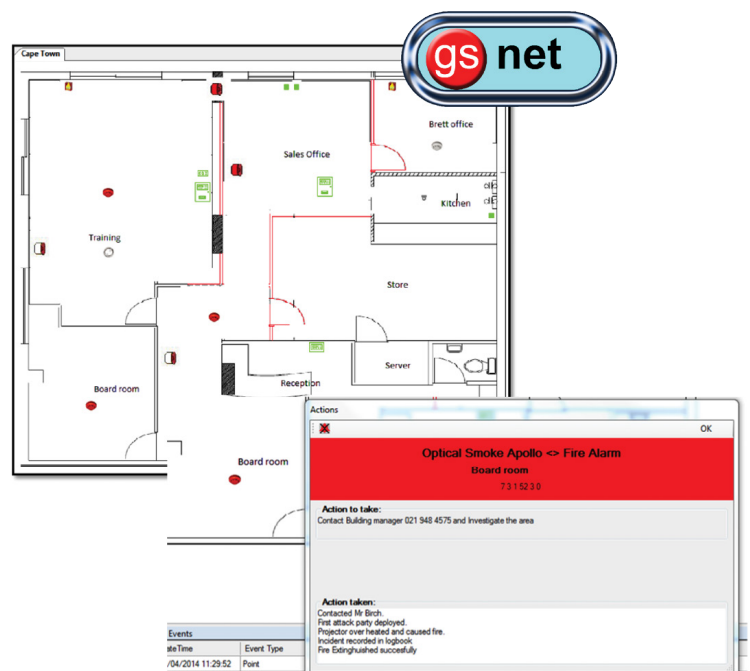 gs net
Cape Town
Brett office
Sales Office
Kitchen
Training
Store
Server
Board room
Reception
Board room
Actions
OK
Optical Smoke Apollo <> Fire Alarm
Board room
7 3 1 52 3 0
Action to take:
Contact Building manager 021 948 4575 and Investigate the area
Action taken:
Contacted Mr Birch.
First attack party deployed.
Projector over heated and caused fire.
Incident recorded in logbook
Fire Extinghuished succesfully
Events
ateTime Event Type
/04/2014 11:29:52 Point